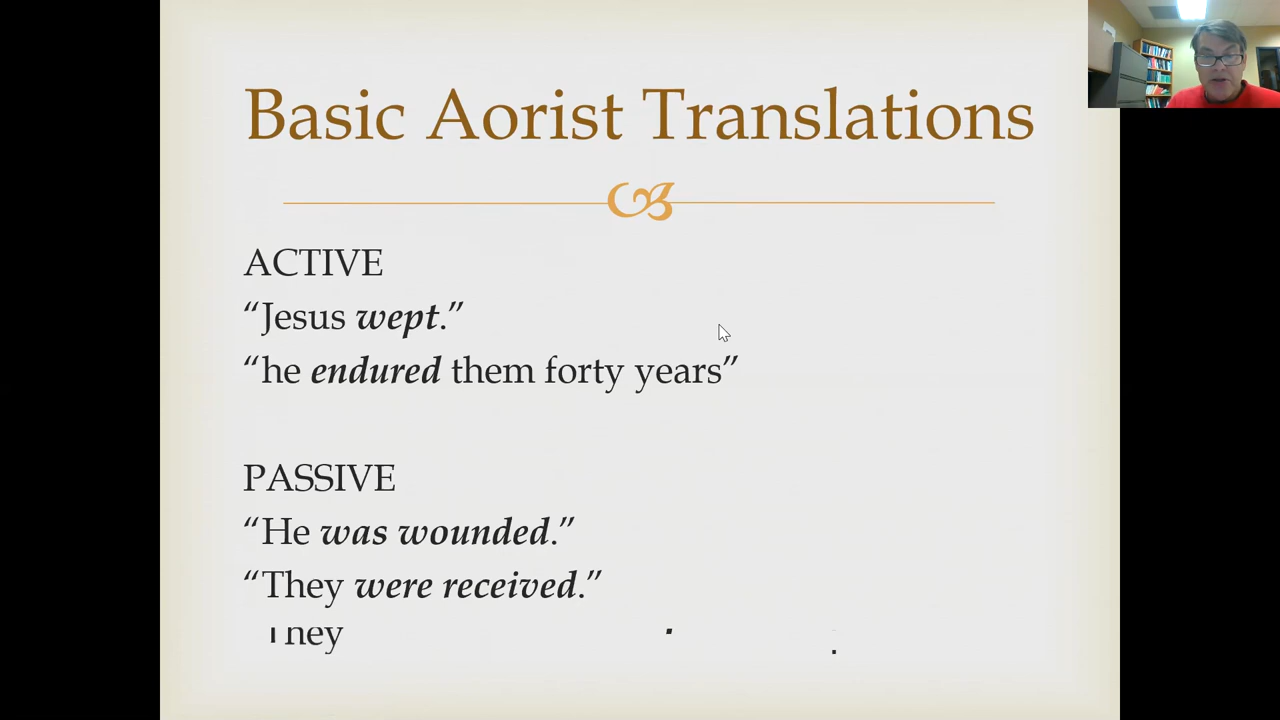 Basic Aorist Translations
ACTIVE
“Jesus wept.”
“he endured them forty years”
PASSIVE
“He was wounded.”
“They were received.”